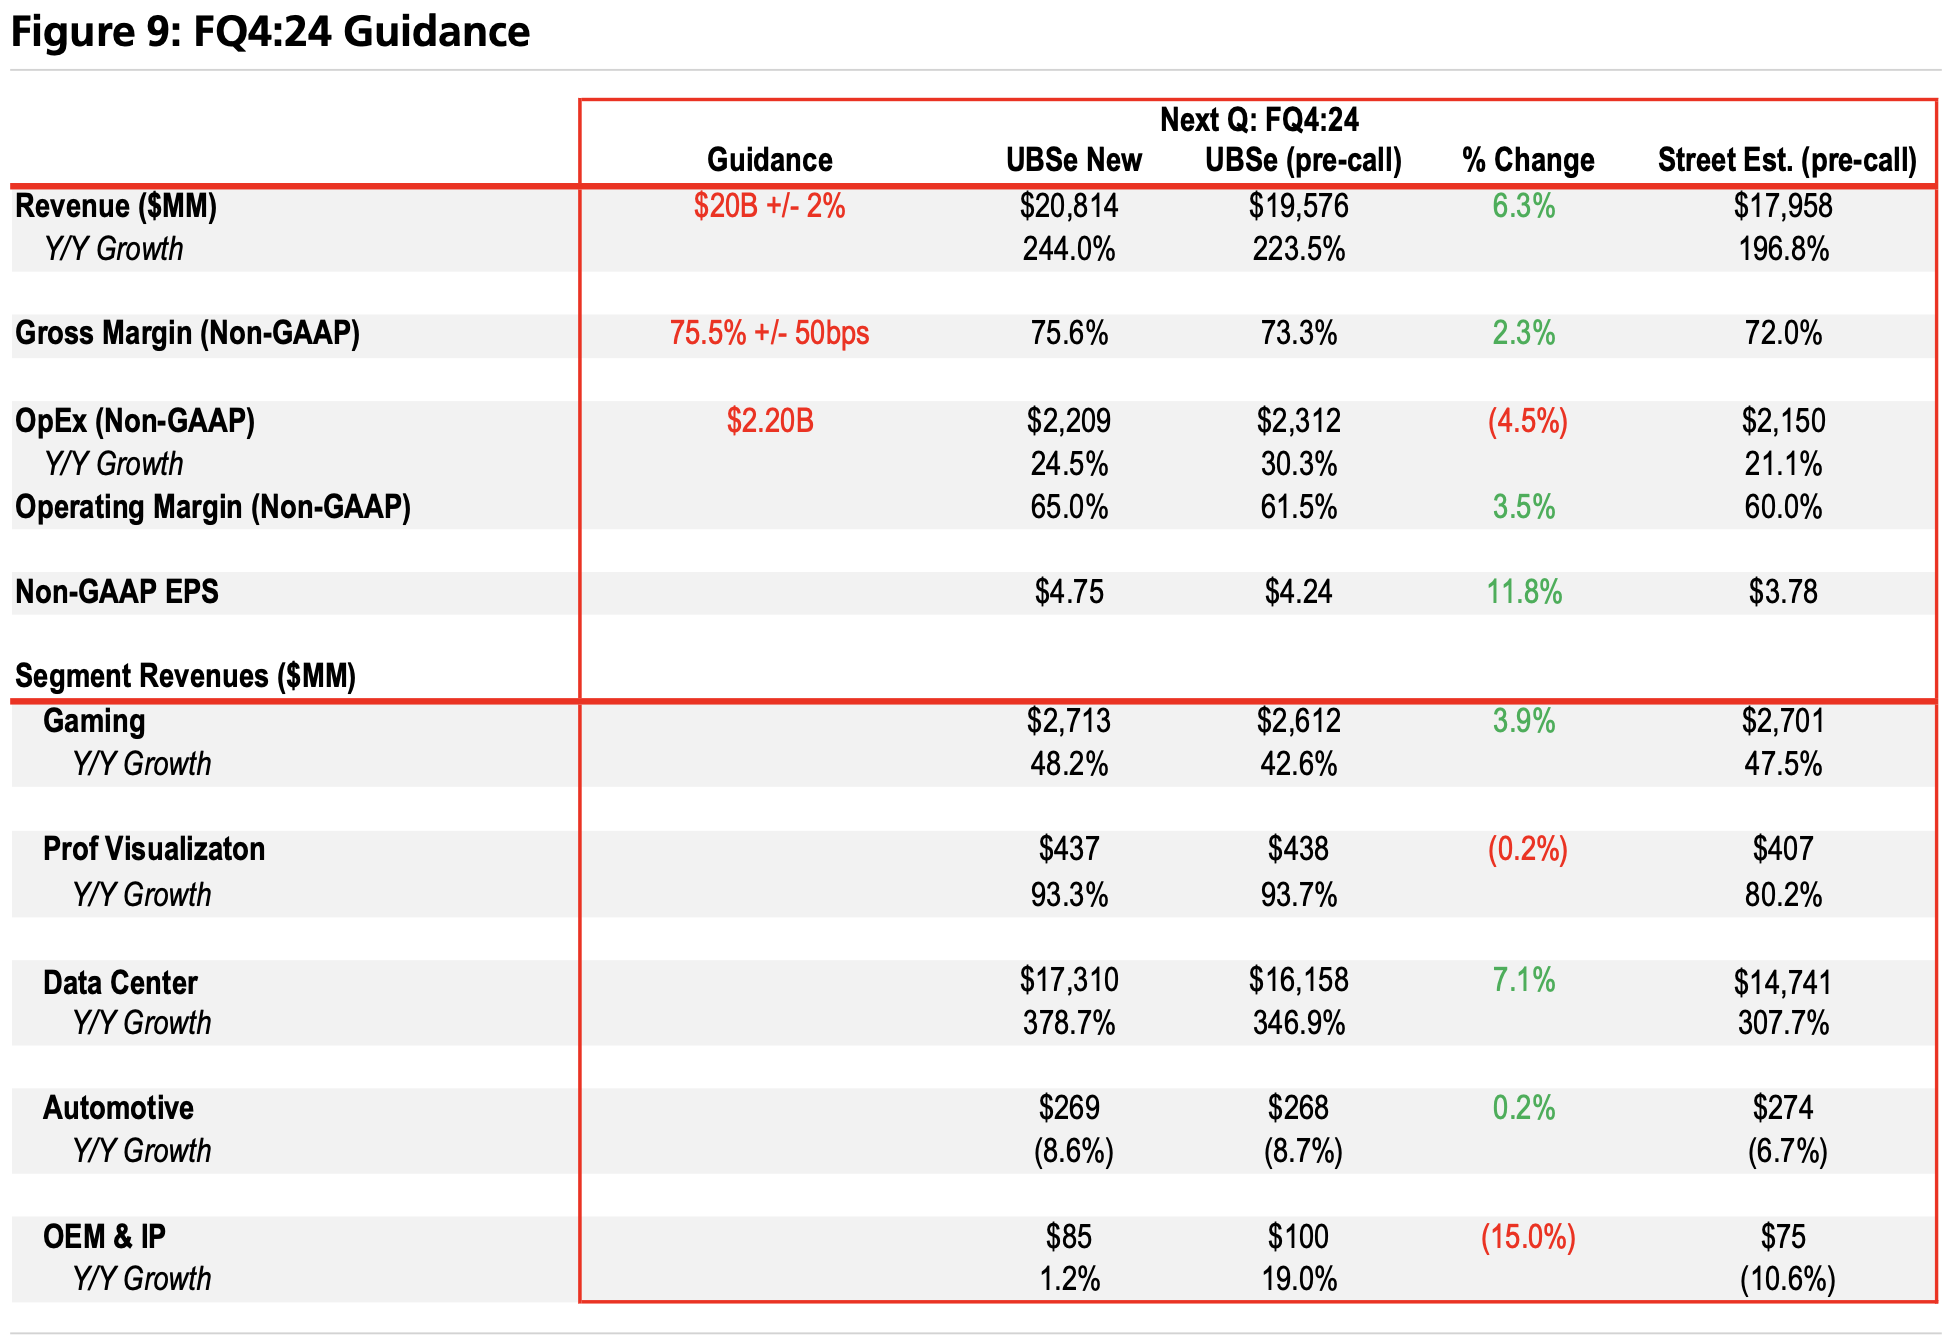 Figure 9: FQ4:24 Guidance
Next Q: FQ4:24
Guidance UBSe New UBSe (pre-call) % Change Street Est. (pre-call)
Revenue ($MM) $20B +/- 2% $20,814 $19,576 6.3% $17,958
Y/Y Growth 244.0% 223.5% 196.8%
Gross Margin (Non-GAAP) 75.5% +/- 50bps 75.6% 73.3% 2.3% 72.0%
OpEx (Non-GAAP) $2.20B $2,209 $2,312 (4.5%) $2,150
Y/Y Growth 24.5% 30.3% 21.1%
Operating Margin (Non-GAAP) 65.0% 61.5% 3.5% 60.0%
Non-GAAP EPS $4.75 $4.24 11.8% $3.78
Segment Revenues ($MM)
Gaming $2,713 $2,612 3.9% $2,701
Y/Y Growth 48.2% 42.6% 47.5%
Prof Visualizaton $437 $438 (0.2%) $407
Y/Y Growth 93.3% 93.7% 80.2%
Data Center $17,310 $16,158 7.1% $14,741
Y/Y Growth 378.7% 346.9% 307.7%
Automotive $269 $268 0.2% $274
Y/Y Growth (8.6%) (8.7%) (6.7%)
OEM & IP $85 $100 (15.0%) $75
Y/Y Growth 1.2% 19.0% (10.6%)